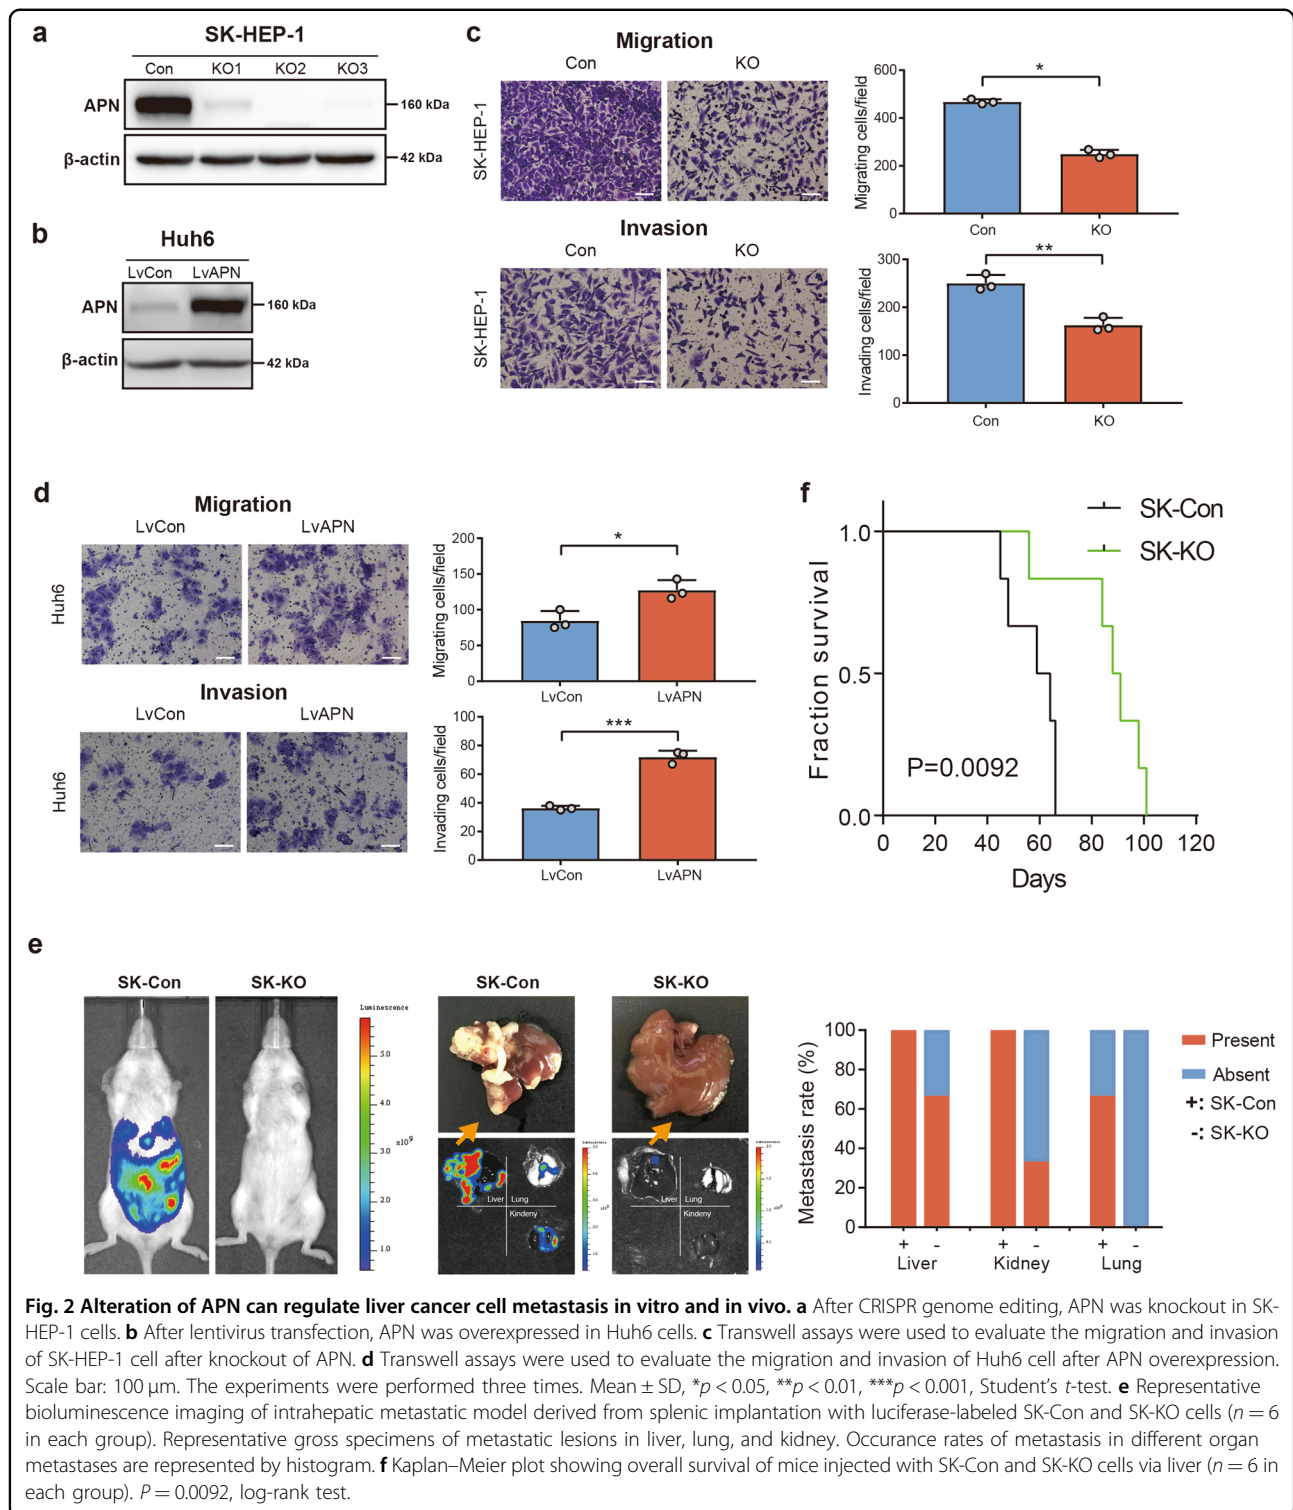 a
SK-HEP-1
Con KO1 KO2 KO3
APN
160 kDa
β-actin
42 kDa
b
Huh6
LvCon LvAPN
APN
160 kDa
β-actin
42 kDa
c
Migration
Con KO
SK-HEP-1
Migrating cells/field
600
400
200
0
*
Con KO
Invasion
Con KO
SK-HEP-1
Invading cells/field
300
200
100
0
**
Con KO
d
Migration
LvCon LvAPN
Huh6
Migrating cells/field
200
150
100
50
0
*
LvCon LvAPN
Invasion
LvCon LvAPN
Huh6
Invading cells/field
100
80
60
40
20
0
***
LvCon LvAPN
f
SK-Con
SK-KO
Fraction survival
1.0
0.5
0.0
P=0.0092
0 20 40 60 80 100 120
Days
e
SK-Con SK-KO
Luminescence
5.0
4.0
3.0
x10⁹
2.0
1.0
SK-Con SK-KO
Liver Lung
Kindeny
Liver Lung
Kindeny
Metastasis rate (%)
100
80
60
40
20
0
+ - + - + -
Liver Kidney Lung
Present
Absent
+: SK-Con
-: SK-KO
Fig. 2 Alteration of APN can regulate liver cancer cell metastasis in vitro and in vivo. a After CRISPR genome editing, APN was knockout in SK-
HEP-1 cells. b After lentivirus transfection, APN was overexpressed in Huh6 cells. c Transwell assays were used to evaluate the migration and invasion
of SK-HEP-1 cell after knockout of APN. d Transwell assays were used to evaluate the migration and invasion of Huh6 cell after APN overexpression.
Scale bar: 100 µm. The experiments were performed three times. Mean ± SD, *p < 0.05, **p < 0.01, ***p < 0.001, Student's t-test. e Representative
bioluminescence imaging of intrahepatic metastatic model derived from splenic implantation with luciferase-labeled SK-Con and SK-KO cells (n = 6
in each group). Representative gross specimens of metastatic lesions in liver, lung, and kidney. Occurance rates of metastasis in different organ
metastases are represented by histogram. f Kaplan–Meier plot showing overall survival of mice injected with SK-Con and SK-KO cells via liver (n = 6 in
each group). P = 0.0092, log-rank test.